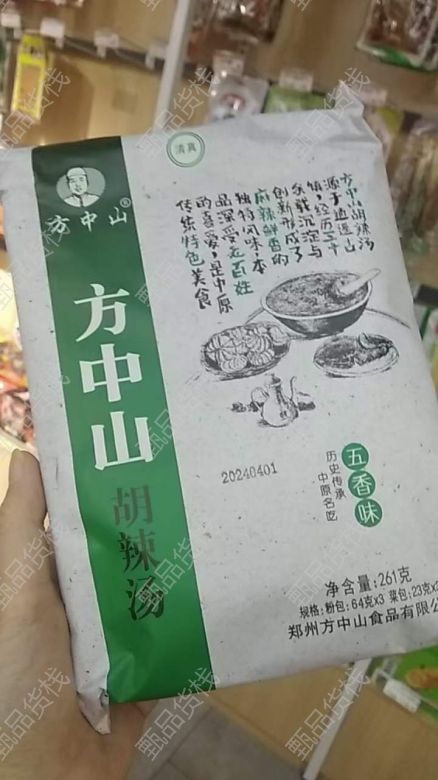 清真
方中山®
方中山胡辣汤
源于逍遥山
镇,经历三十
余载沉淀与
创新形成了
麻辣鲜香的
独特风味,本
品深受老百姓
的喜爱,是中原
传统特色美食
方中山
胡辣汤
20240401
五香味
历史传承
中原名吃
净含量:261克
规格:粉包:64克x3 菜包:23克x
郑州方中山食品有限公
甄品货栈